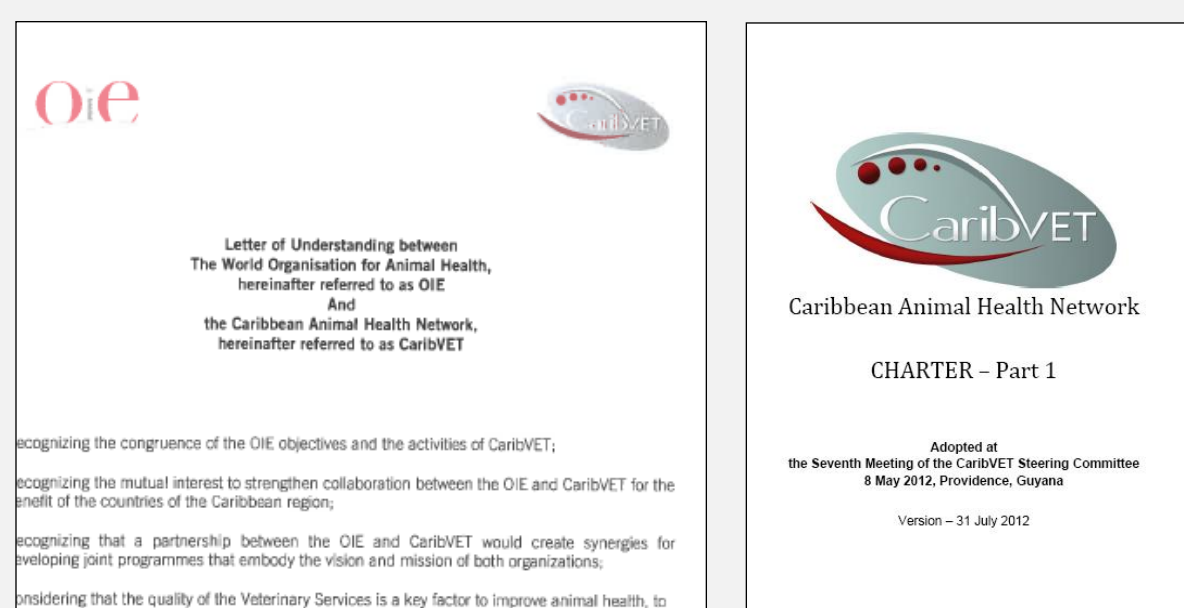 Oie
CaribVET
Letter of Understanding between
The World Organisation for Animal Health,
hereinafter referred to as OIE
And
the Caribbean Animal Health Network,
hereinafter referred to as CaribVET
ecognizing the congruence of the OIE objectives and the activities of CaribVET;
ecognizing the mutual interest to strengthen collaboration between the OIE and CaribVET for the
enefit of the countries of the Caribbean region;
ecognizing that a partnership between the OIE and CaribVET would create synergies for
eveloping joint programmes that embody the vision and mission of both organizations;
onsidering that the quality of the Veterinary Services is a key factor to improve animal health, to
CaribVET
Caribbean Animal Health Network
CHARTER – Part 1
Adopted at
the Seventh Meeting of the CaribVET Steering Committee
8 May 2012, Providence, Guyana
Version – 31 July 2012